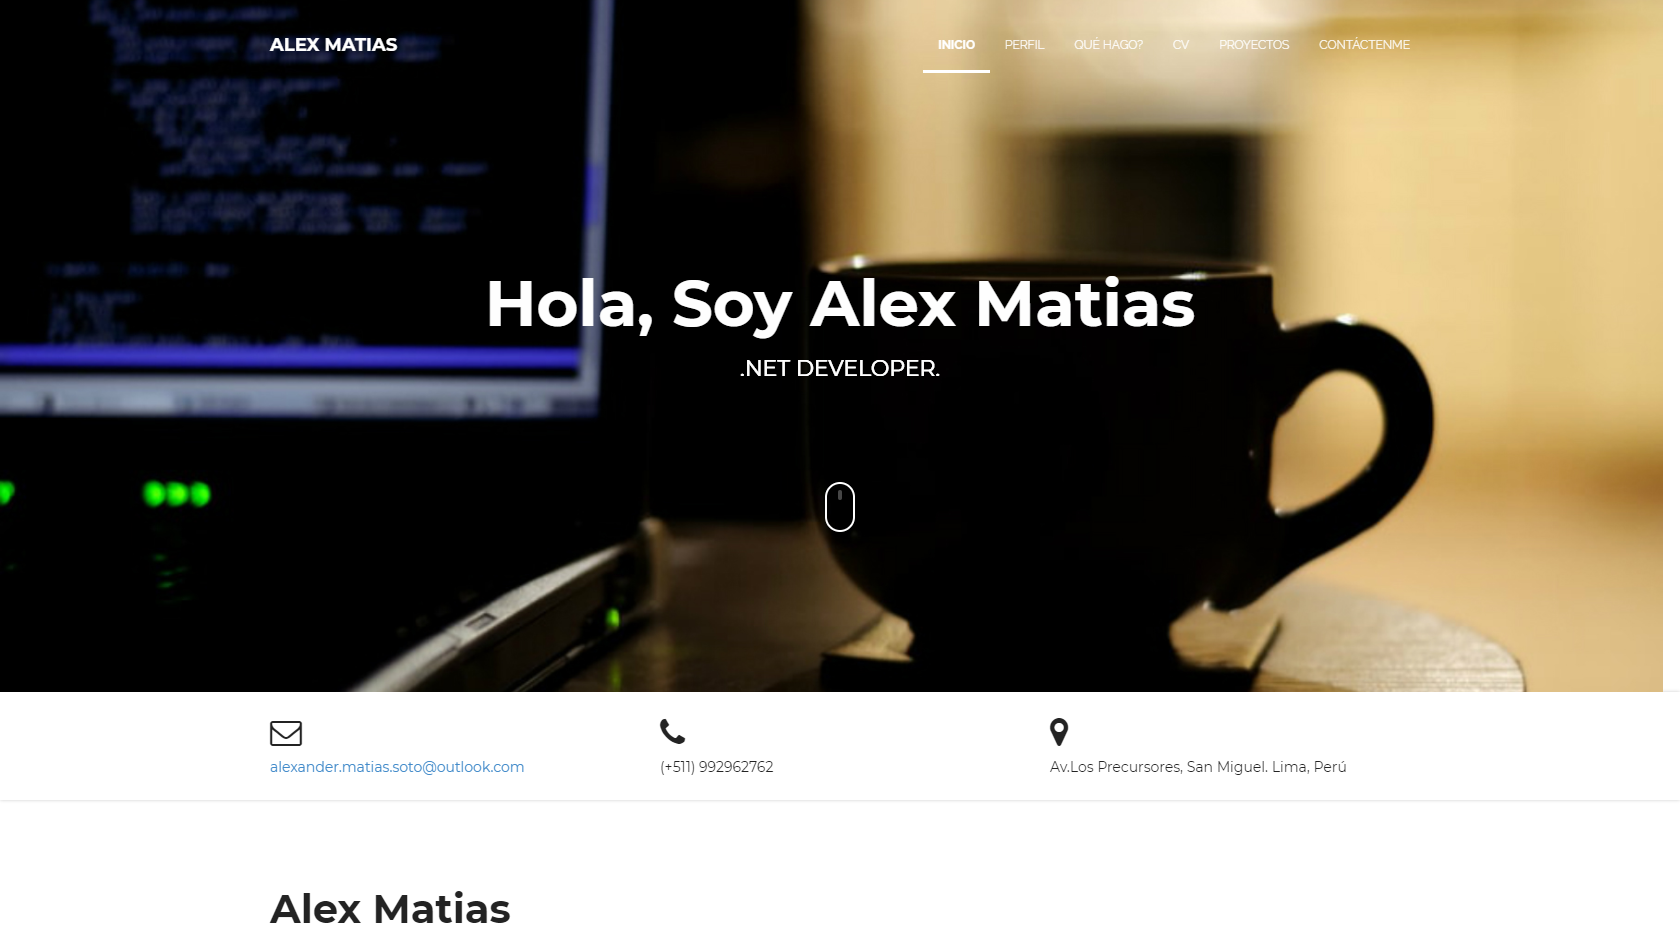 ALEX MATIAS
INICIO PERFIL QUÉ HAGO? CV PROYECTOS CONTÁCTENME
Hola, Soy Alex Matias
.NET DEVELOPER.
alexander.matias.soto@outlook.com
(+511) 992962762
Av.Los Precursores, San Miguel. Lima, Perú
Alex Matias